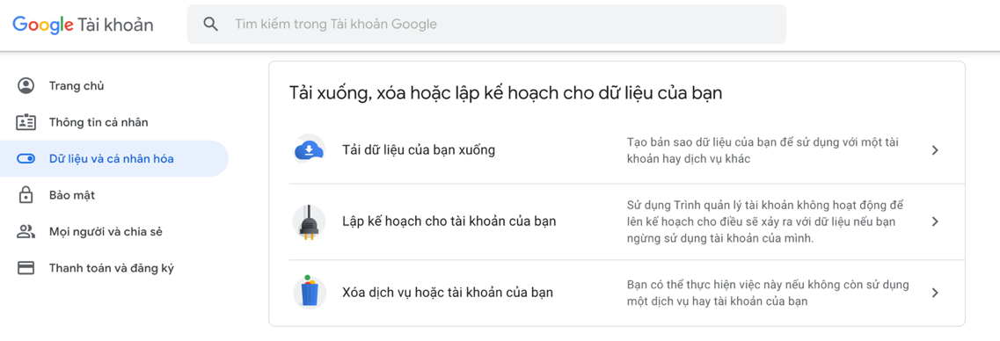 Google Tài khoản
Tìm kiếm trong Tài khoản Google
Trang chủ
Thông tin cá nhân
Dữ liệu và cá nhân hóa
Bảo mật
Mọi người và chia sẻ
Thanh toán và đăng ký
Tải xuống, xóa hoặc lập kế hoạch cho dữ liệu của bạn
Tải dữ liệu của bạn xuống
Tạo bản sao dữ liệu của bạn để sử dụng với một tài
khoản hay dịch vụ khác
Lập kế hoạch cho tài khoản của bạn
Sử dụng Trình quản lý tài khoản không hoạt động để
lên kế hoạch cho điều sẽ xảy ra với dữ liệu nếu bạn
ngừng sử dụng tài khoản của mình.
Xóa dịch vụ hoặc tài khoản của bạn
Bạn có thể thực hiện việc này nếu không còn sử dụng
một dịch vụ hay tài khoản của bạn